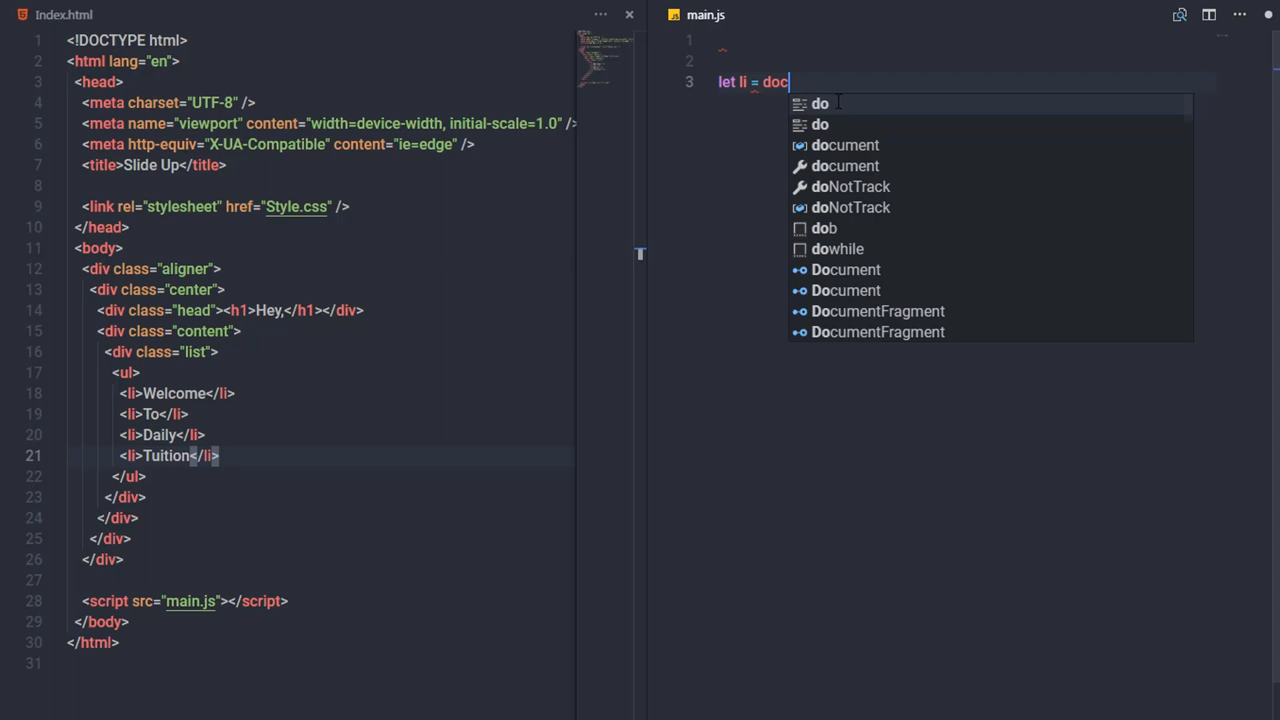 Index.html
1 <!DOCTYPE html>
2 <html lang="en">
3 <head>
4 <meta charset="UTF-8" />
5 <meta name="viewport" content="width=device-width, initial-scale=1.0" />
6 <meta http-equiv="X-UA-Compatible" content="ie=edge" />
7 <title>Slide Up</title>
8
9 <link rel="stylesheet" href="Style.css" />
10 </head>
11 <body>
12 <div class="aligner">
13 <div class="center">
14 <div class="head"><h1>Hey,</h1></div>
15 <div class="content">
16 <div class="list">
17 <ul>
18 <li>Welcome</li>
19 <li>To</li>
20 <li>Daily</li>
21 <li>Tuition</li>
22 </ul>
23 </div>
24 </div>
25 </div>
26 </div>
27
28 <script src="main.js"></script>
29 </body>
30 </html>
31
JS main.js
1
2
3 let li = doc
do
do
document
document
doNotTrack
doNotTrack
dob
dowhile
Document
Document
DocumentFragment
DocumentFragment